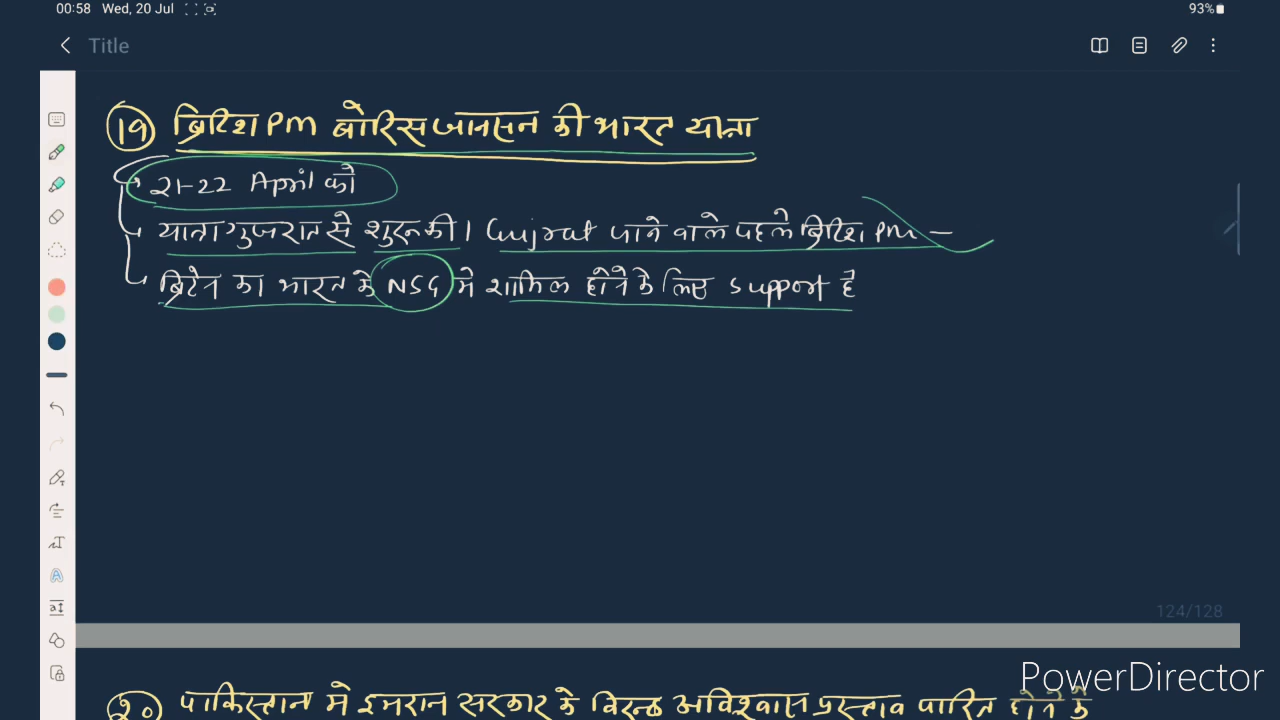 00:58 Wed, 20 Jul 93%
Title
19 ब्रिटिश PM बोरिस जानसन की भारत यात्रा
21-22 April को
यात्रा गुजरात से शुरू की। Gujrat जाने वाले पहले ब्रिटिश PM -
ब्रिटेन का भारत के NSG मे शामिल होने के लिए support है
124/128
20 पाकिस्तान मे इमरान सरकार के विरुद्ध अविश्वास प्रस्ताव पारित होने के
PowerDirector